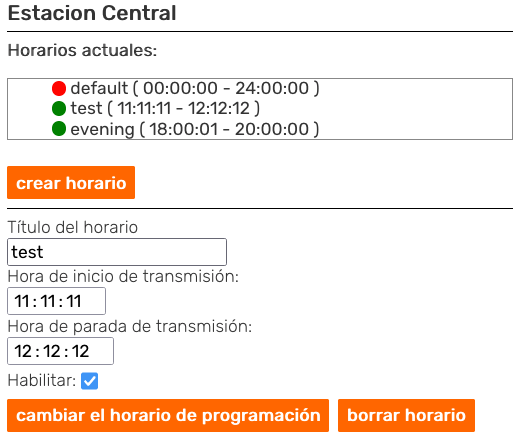 Estacion Central
Horarios actuales:
default ( 00:00:00 - 24:00:00 )
test ( 11:11:11 - 12:12:12 )
evening ( 18:00:01 - 20:00:00 )
crear horario
Título del horario
test
Hora de inicio de transmisión:
11 : 11 : 11
Hora de parada de transmisión:
12 : 12 : 12
Habilitar:
cambiar el horario de programación borrar horario